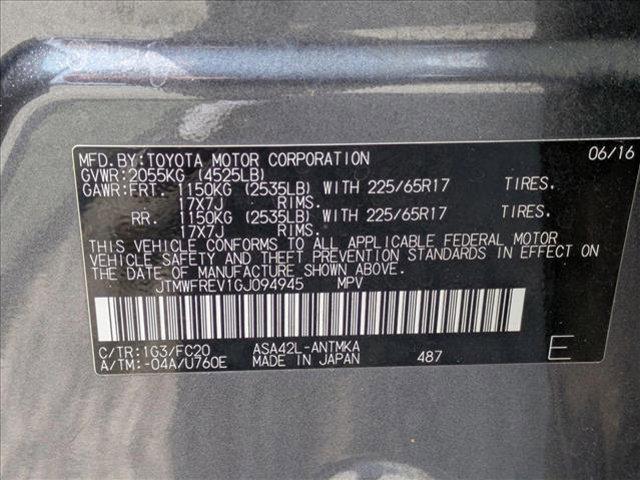 MFD.BY:TOYOTA MOTOR CORPORATION 06/16
GVWR:2055KG (4525LB)
GAWR:FRT. 1150KG (2535LB) WITH 225/65R17 TIRES.
17X7J RIMS.
RR. 1150KG (2535LB) WITH 225/65R17 TIRES.
17X7J RIMS.
THIS VEHICLE CONFORMS TO ALL APPLICABLE FEDERAL MOTOR
VEHICLE SAFETY AND THEFT PREVENTION STANDARDS IN EFFECT ON
THE DATE OF MANUFACTURE SHOWN ABOVE.
JTMWFREV1GJ094945 MPV
C/TR:1G3/FC20 ASA42L-ANTMKA
A/TM:-04A/U760E MADE IN JAPAN 487 E